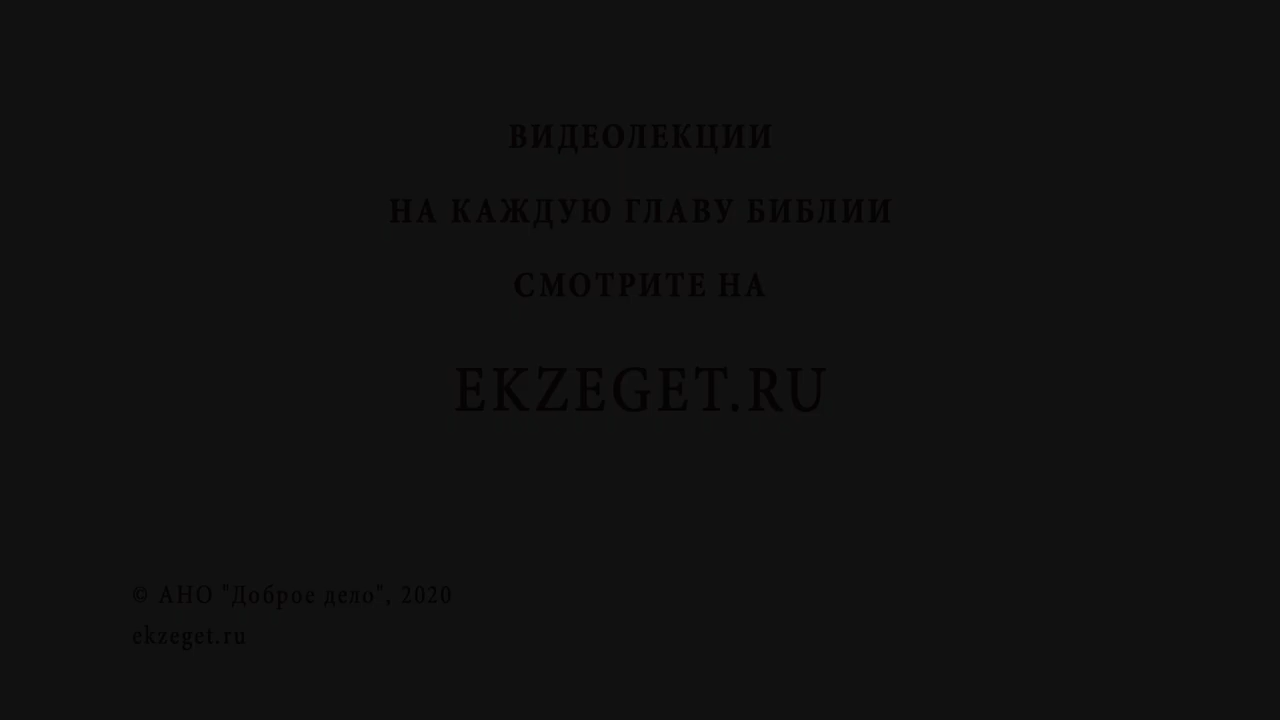 ВИДЕОЛЕКЦИИ
НА КАЖДУЮ ГЛАВУ БИБЛИИ
СМОТРИТЕ НА
EKZEGET.RU
© АНО "Доброе дело", 2020
ekzeget.ru